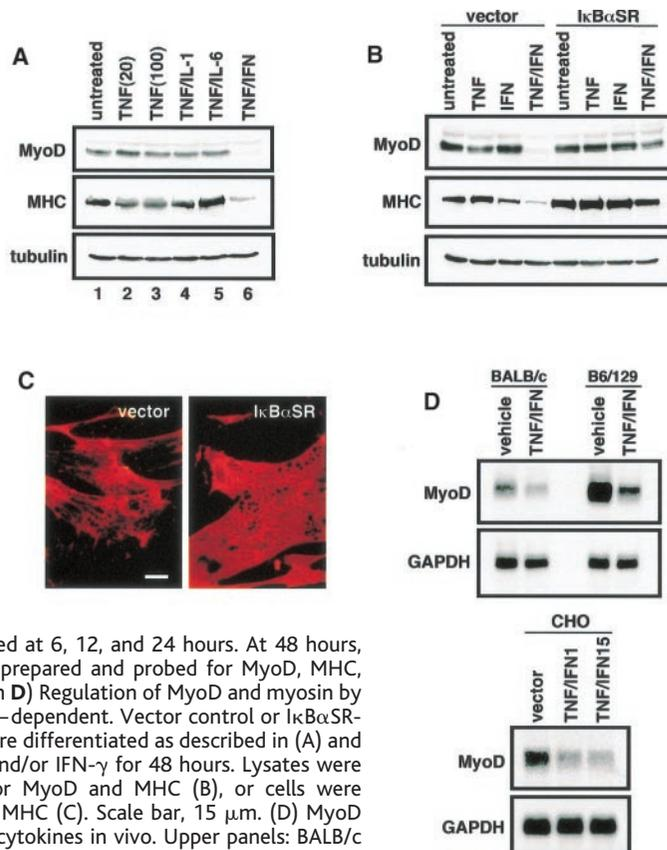 A
untreated
TNF(20)
TNF(100)
TNF/IL-1
TNF/IL-6
TNF/IFN
MyoD
MHC
tubulin
1 2 3 4 5 6
B
vector IκBαSR
untreated
TNF
IFN
TNF/IFN
untreated
TNF
IFN
TNF/IFN
MyoD
MHC
tubulin
C
vector
IκBαSR
D
BALB/c B6/129
vehicle
TNF/IFN
vehicle
TNF/IFN
MyoD
GAPDH
CHO
vector
TNF/IFN1
TNF/IFN15
MyoD
GAPDH
ed at 6, 12, and 24 hours. At 48 hours,
prepared and probed for MyoD, MHC,
D) Regulation of MyoD and myosin by
–dependent. Vector control or IκBαSR-
re differentiated as described in (A) and
nd/or IFN-γ for 48 hours. Lysates were
or MyoD and MHC (B), or cells were
MHC (C). Scale bar, 15 μm. (D) MyoD
cytokines in vivo. Upper panels: BALB/c